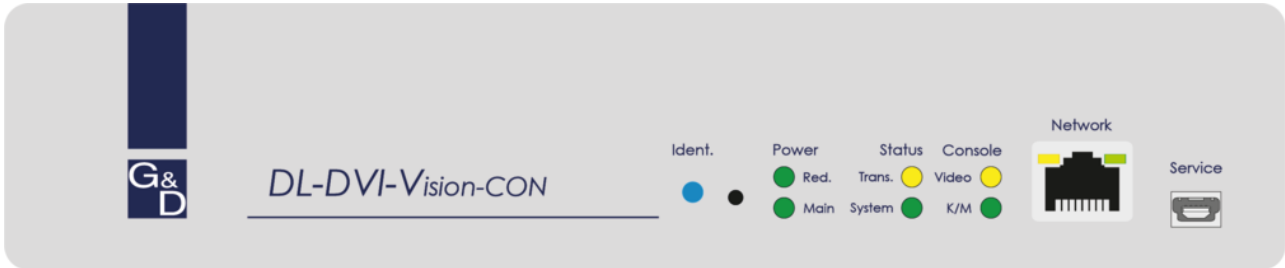 G&
D
DL-DVI-Vision-CON
Ident.
Power
Red.
Main
Status
Trans.
System
Console
Video
K/M
Network
Service